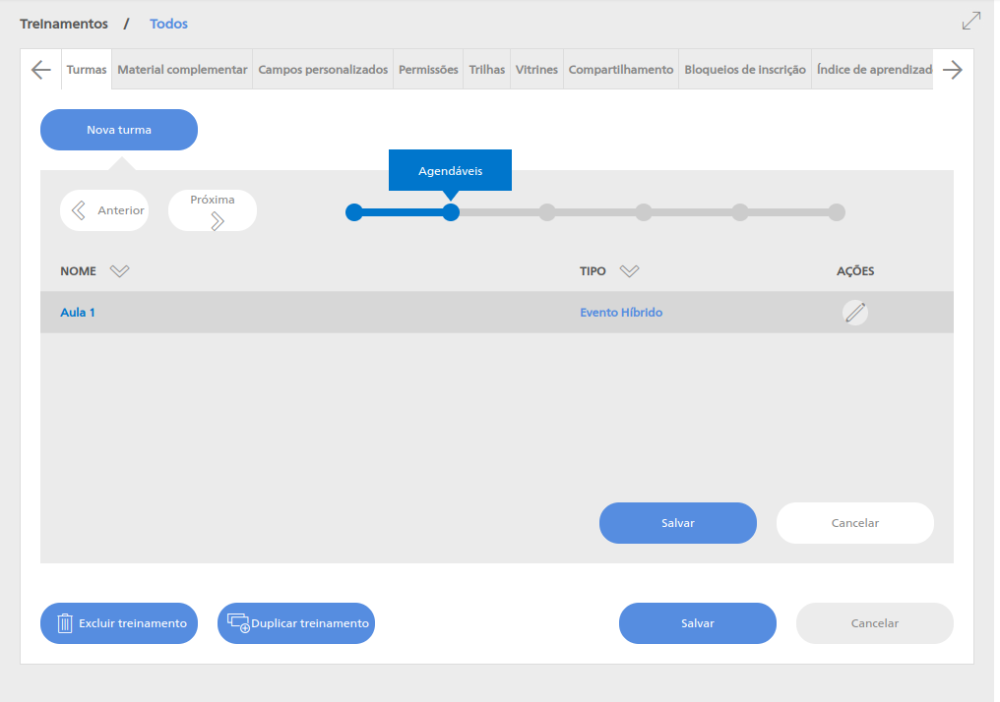 Treinamentos / Todos
Turmas Material complementar Campos personalizados Permissões Trilhas Vitrines Compartilhamento Bloqueios de inscrição Índice de aprendizad
Nova turma
Agendáveis
Anterior Próxima
NOME TIPO AÇÕES
Aula 1 Evento Híbrido
Salvar Cancelar
Excluir treinamento Duplicar treinamento Salvar Cancelar